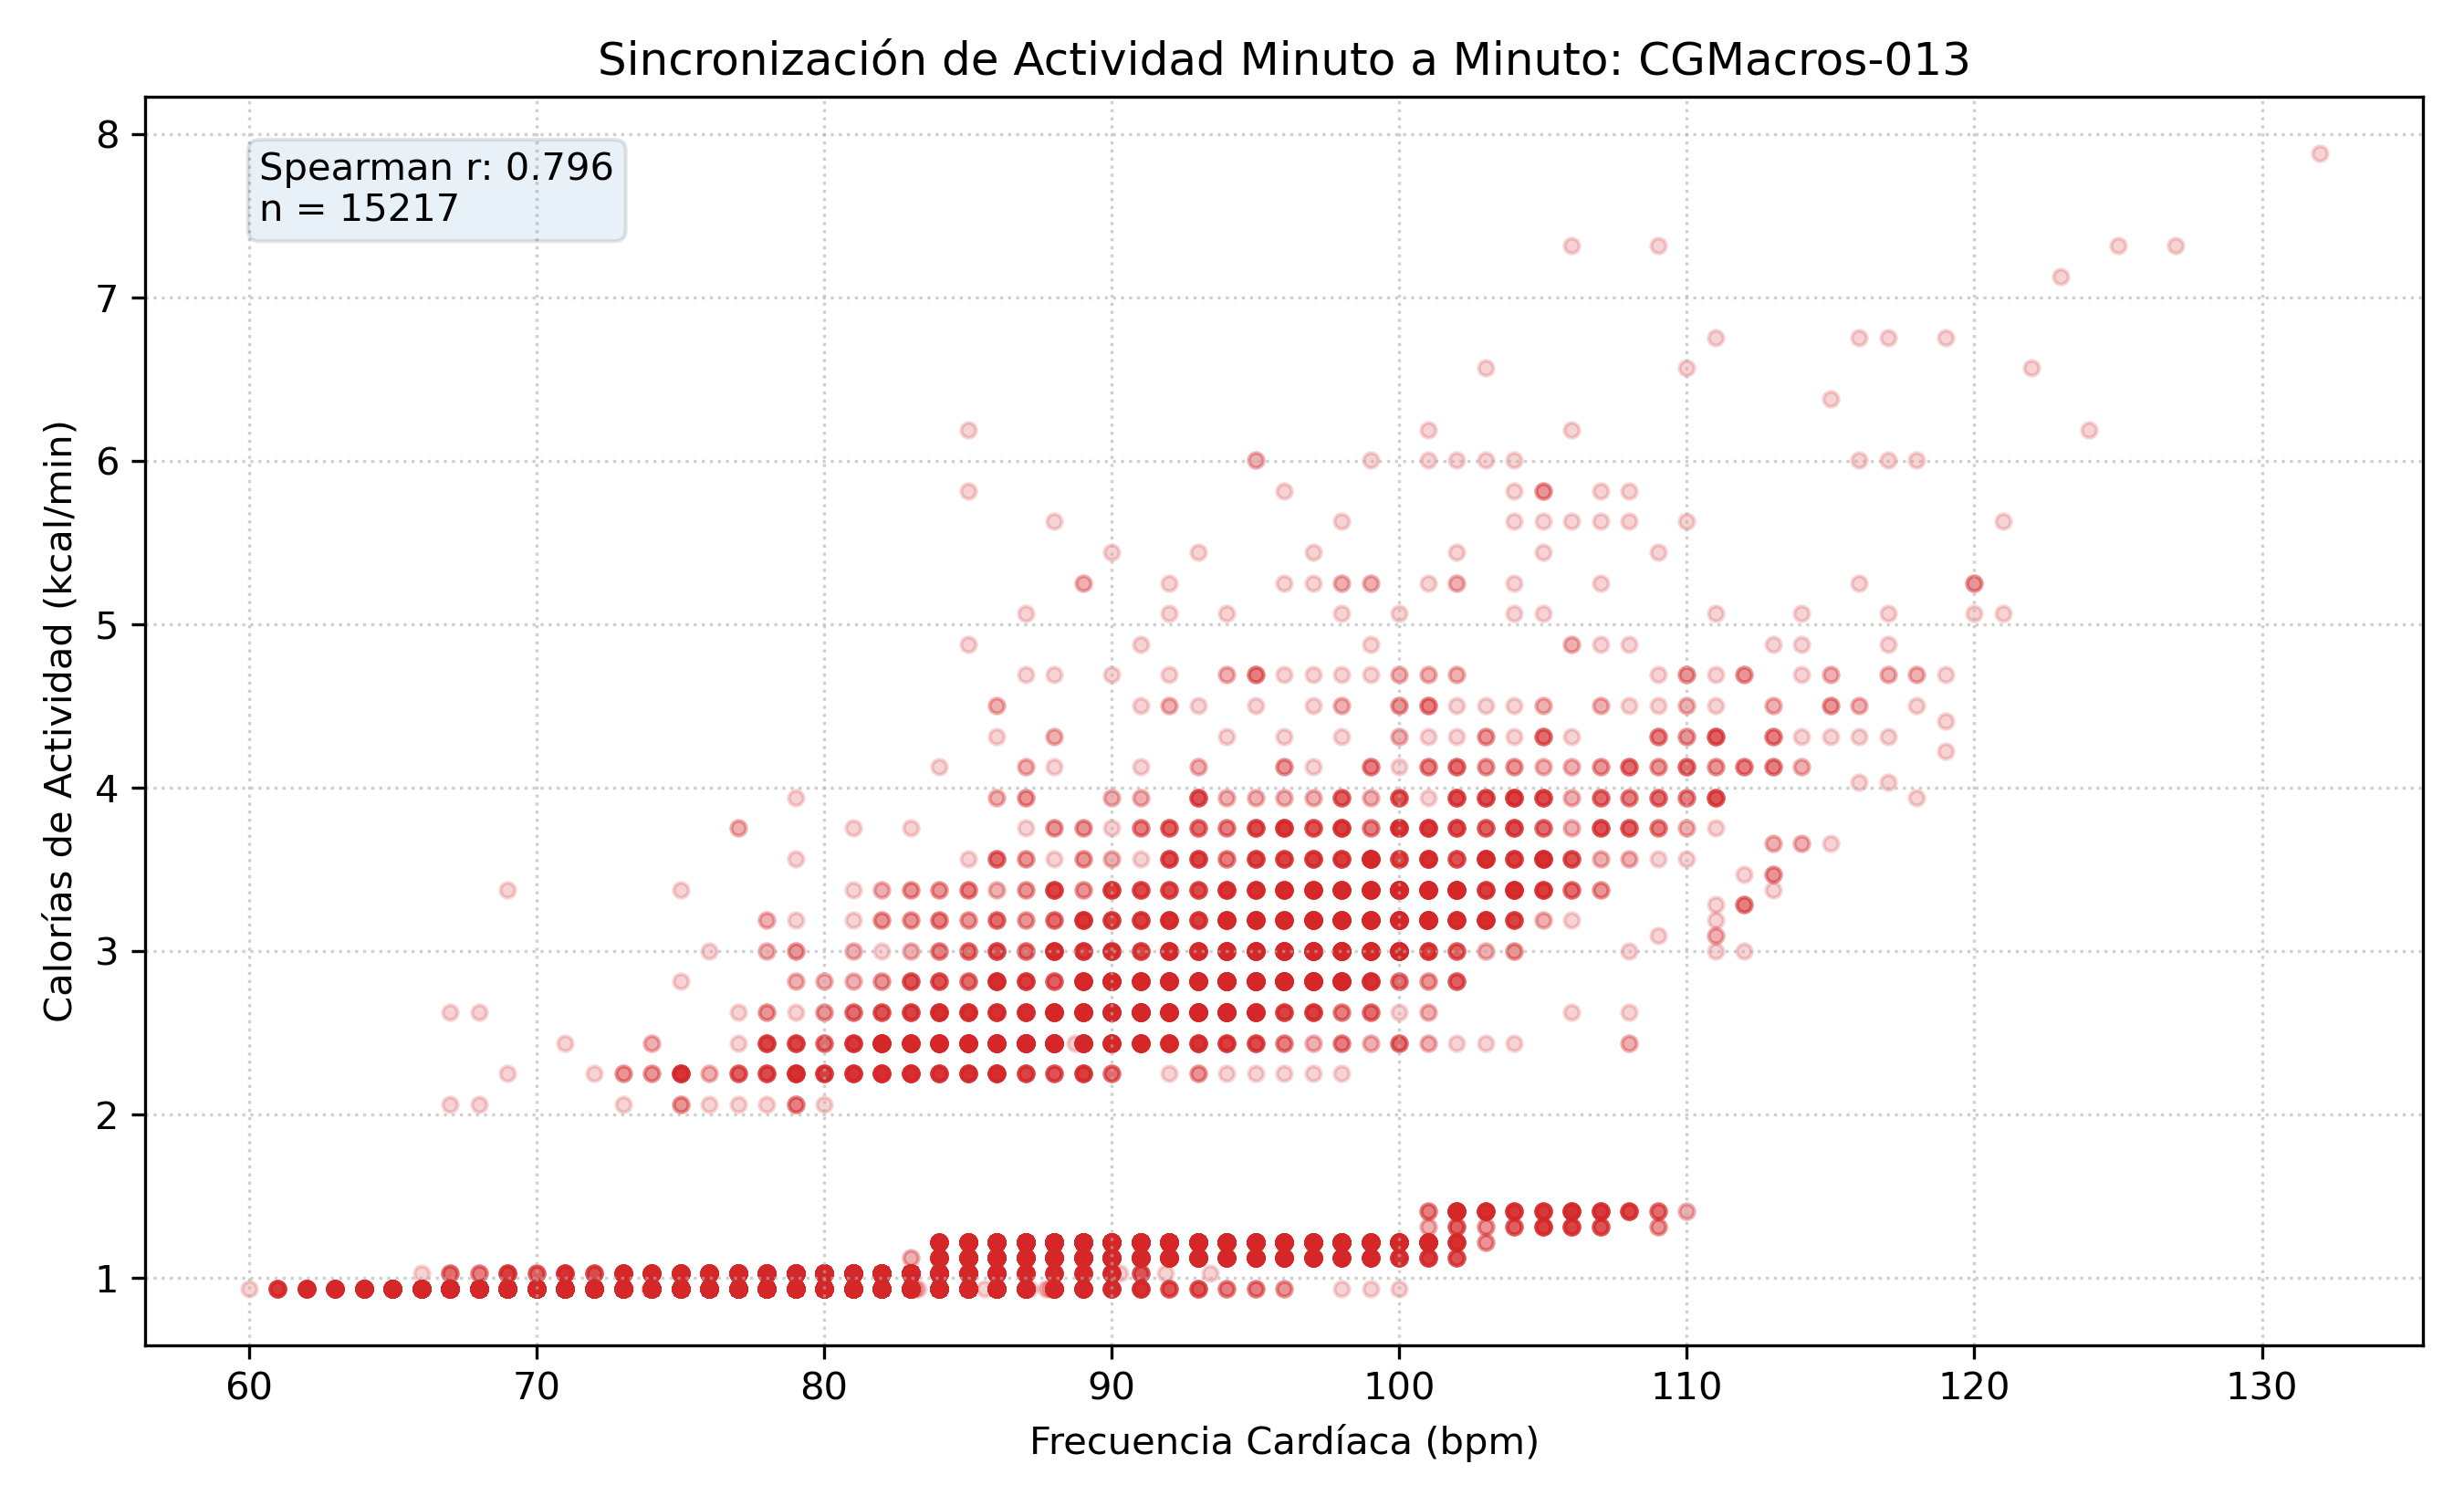 Sincronización de Actividad Minuto a Minuto: CGMacros-013
Spearman r: 0.796
n = 15217
Calorías de Actividad (kcal/min)
8
7
6
5
4
3
2
1
60 70 80 90 100 110 120 130
Frecuencia Cardíaca (bpm)